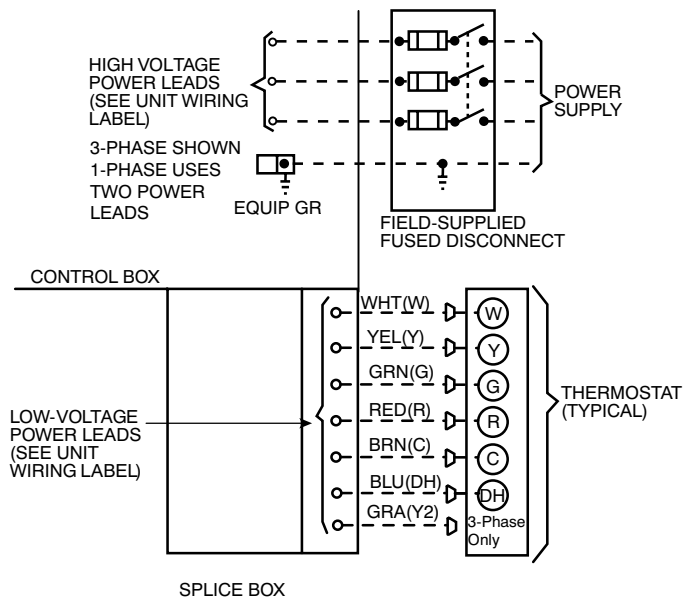 HIGH VOLTAGE
POWER LEADS
(SEE UNIT WIRING
LABEL)
POWER
SUPPLY
3-PHASE SHOWN
1-PHASE USES
TWO POWER
LEADS
EQUIP GR
FIELD-SUPPLIED
FUSED DISCONNECT
CONTROL BOX
WHT(W)
W
YEL(Y)
Y
GRN(G)
G
THERMOSTAT
(TYPICAL)
LOW-VOLTAGE
POWER LEADS
(SEE UNIT
WIRING LABEL)
RED(R)
R
BRN(C)
C
BLU(DH)
DH
GRA(Y2)
3-Phase
Only
SPLICE BOX